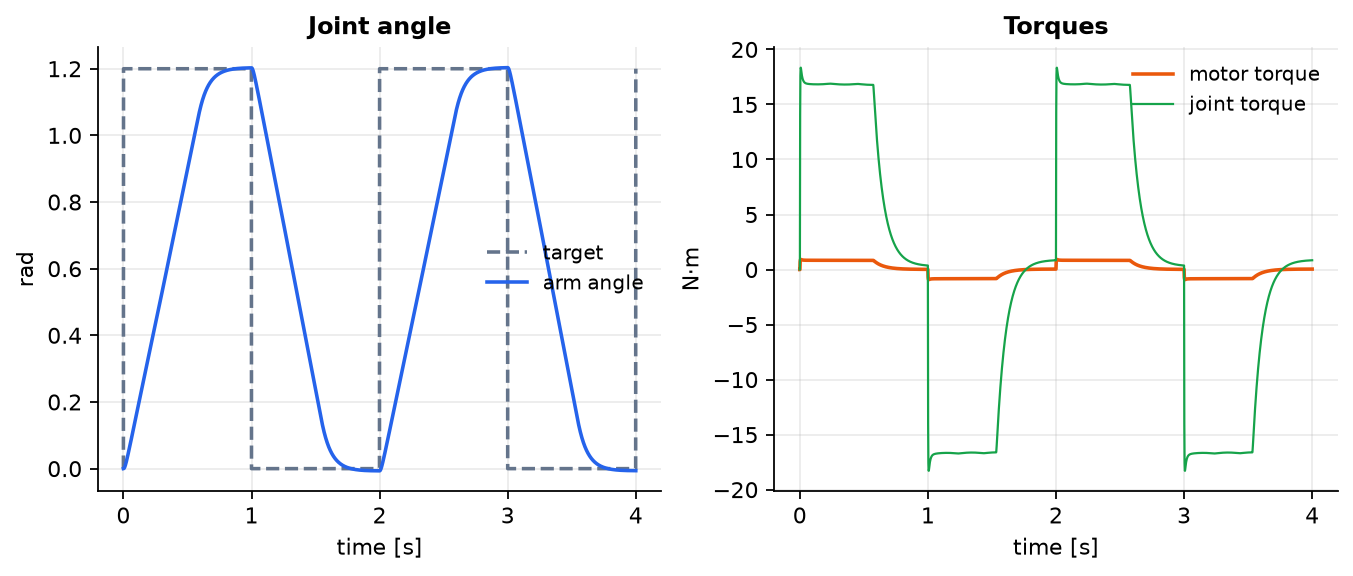 Joint angle
1.2
1.0
0.8
0.6
0.4
0.2
0.0
rad
0 1 2 3 4
time [s]
target
arm angle
Torques
20
15
10
5
0
−5
−10
−15
−20
N·m
0 1 2 3 4
time [s]
motor torque
joint torque